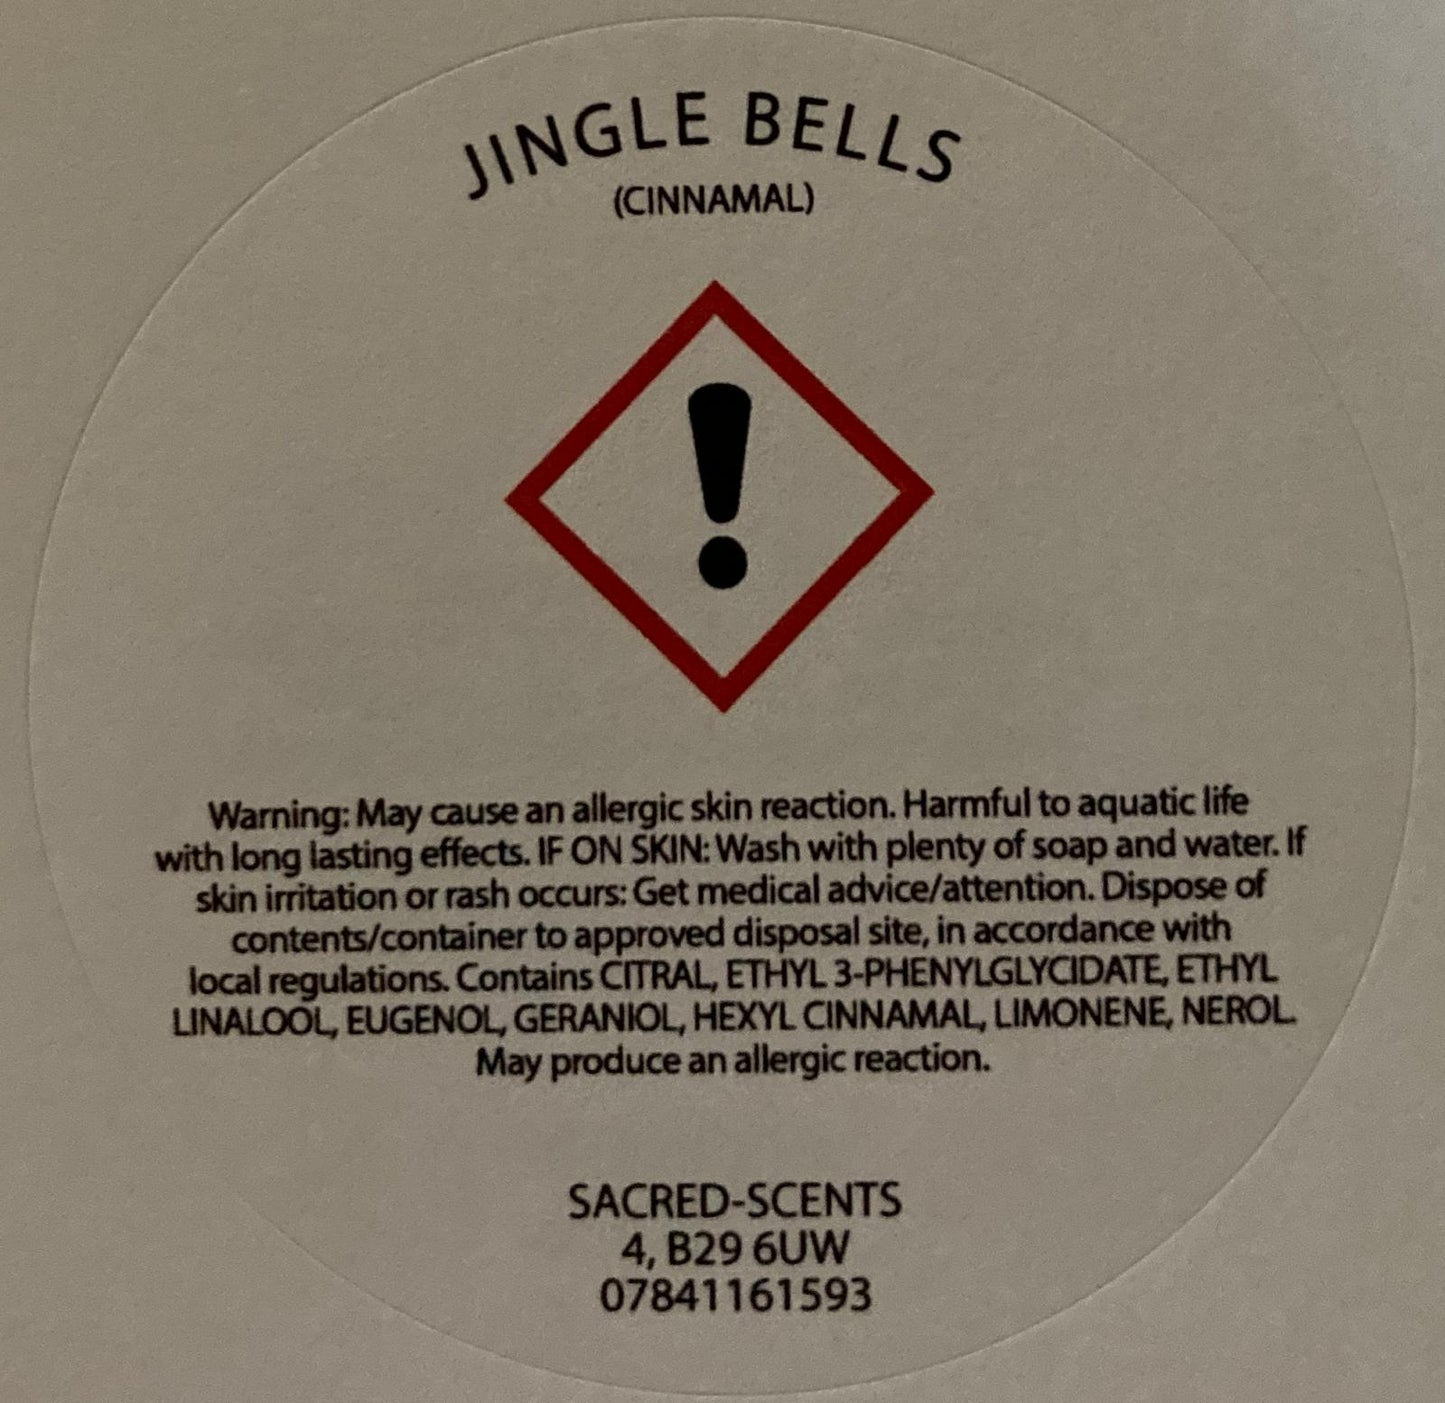 JINGLE BELLS
(CINNAMAL)
!
Warning: May cause an allergic skin reaction. Harmful to aquatic life
with long lasting effects. IF ON SKIN: Wash with plenty of soap and water. If
skin irritation or rash occurs: Get medical advice/attention. Dispose of
contents/container to approved disposal site, in accordance with
local regulations. Contains CITRAL, ETHYL 3-PHENYLGLYCIDATE, ETHYL
LINALOOL, EUGENOL, GERANIOL, HEXYL CINNAMAL, LIMONENE, NEROL.
May produce an allergic reaction.
SACRED-SCENTS
4, B29 6UW
07841161593